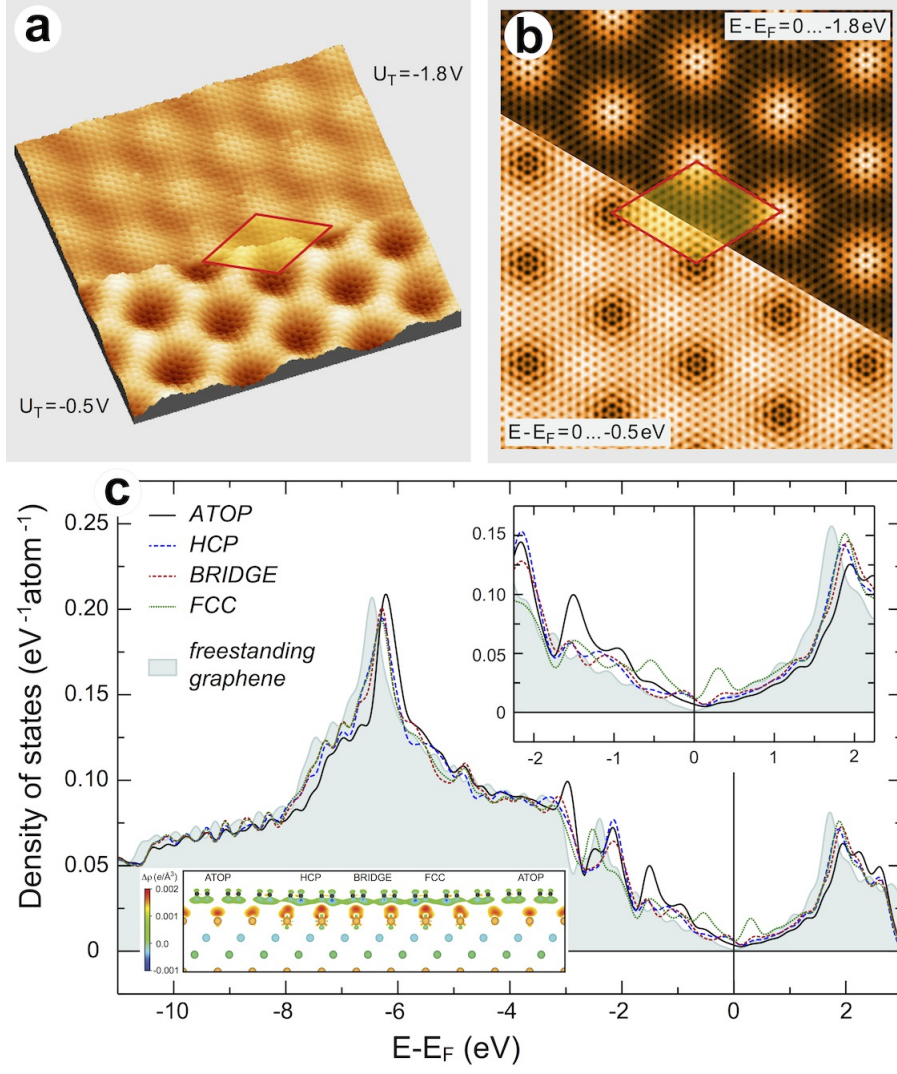 a
U_T=-1.8 V
U_T=-0.5 V
b
E-E_F=0...-1.8 eV
E-E_F=0...-0.5 eV
c
Density of states (eV⁻¹atom⁻¹)
0.25
0.20
0.15
0.10
0.05
0
ATOP
HCP
BRIDGE
FCC
freestanding
graphene
0.15
0.10
0.05
0
-2 -1 0 1 2
Δρ (e/Å³)
0.002
0.001
0.0
-0.001
ATOP HCP BRIDGE FCC ATOP
-10 -8 -6 -4 -2 0 2
E-E_F (eV)